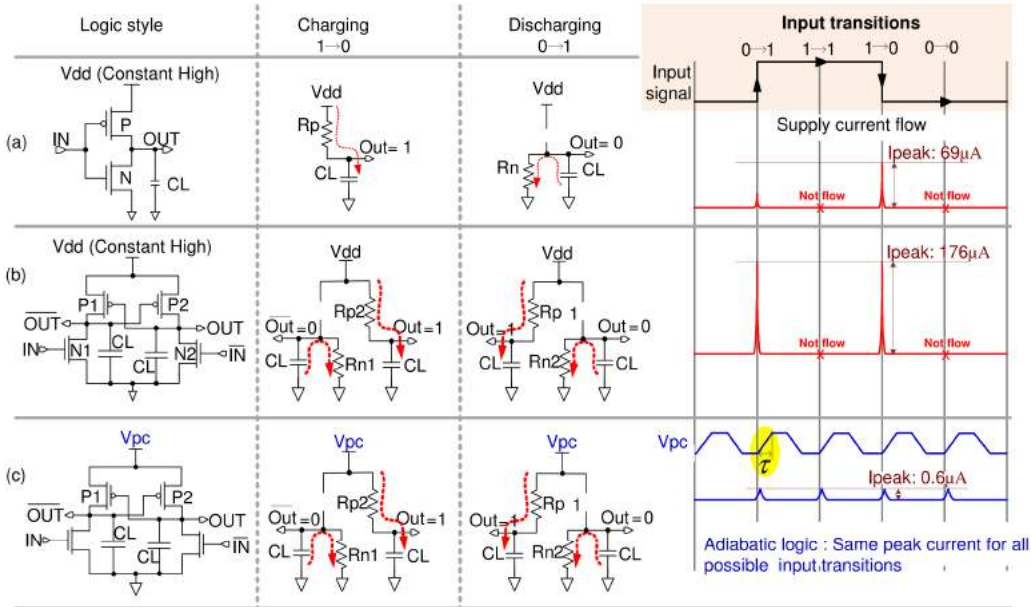 Logic style
Charging
1→0
Discharging
0→1
Input transitions
0→1 1→1 1→0 0→0
Input signal
Supply current flow
(a)
Vdd (Constant High)
P
IN
OUT
N
CL
Vdd
Rp
Out= 1
CL
Vdd
Out= 0
Rn
CL
Ipeak: 69µA
Not flow
Not flow
(b)
Vdd (Constant High)
P1
P2
OUT
OUT
CL
IN
N1
CL
N2
IN
Vdd
Rp2
Out=0
Out=1
CL
Rn1
CL
Vdd
Rp 1
Out=1
Out=0
CL
Rn2
CL
Ipeak: 176µA
Not flow
Not flow
(c)
Vpc
P1
P2
OUT
OUT
CL
IN
CL
IN
Vpc
Rp2
Out=0
Out=1
CL
Rn1
CL
Vpc
Rp 1
Out=1
Out=0
CL
Rn2
CL
Vpc
τ
Ipeak: 0.6µA
Adiabatic logic : Same peak current for all
possible input transitions